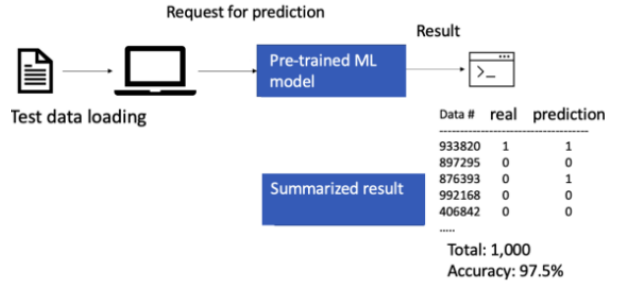 Request for prediction
Result
Pre-trained ML
model
>_
Test data loading
Data # real prediction
933820 1 1
897295 0 0
876393 0 1
992168 0 0
406842 0 0
.....
Summarized result
Total: 1,000
Accuracy: 97.5%